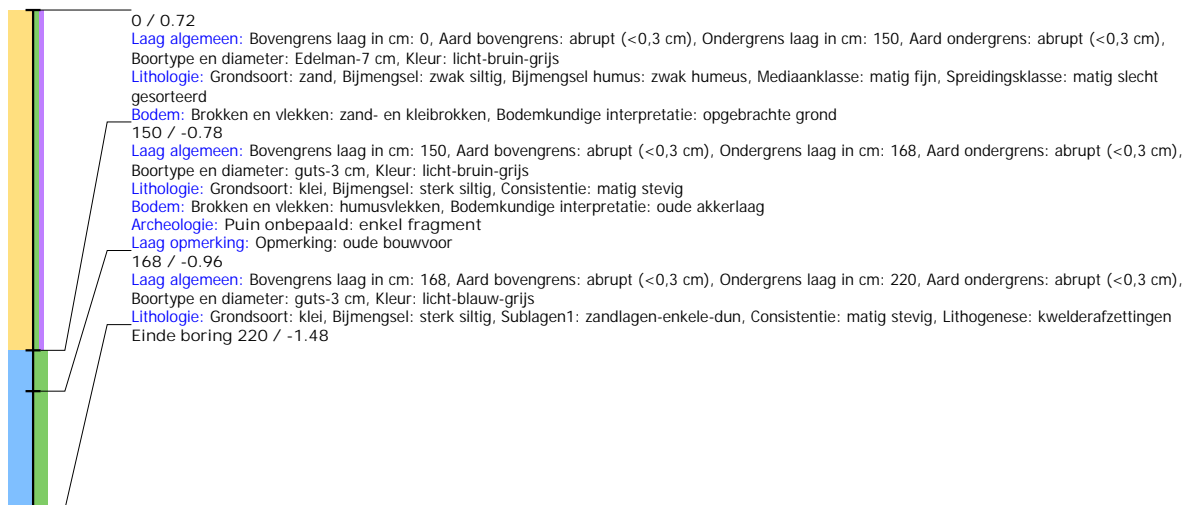 0 / 0.72
Laag algemeen: Bovengrens laag in cm: 0, Aard bovengrens: abrupt (<0,3 cm), Ondergrens laag in cm: 150, Aard ondergrens: abrupt (<0,3 cm),
Boortype en diameter: Edelman-7 cm, Kleur: licht-bruin-grijs
Lithologie: Grondsoort: zand, Bijmengsel: zwak siltig, Bijmengsel humus: zwak humeus, Mediaanklasse: matig fijn, Spreidingsklasse: matig slecht
gesorteerd
Bodem: Brokken en vlekken: zand- en kleibrokken, Bodemkundige interpretatie: opgebrachte grond
150 / -0.78
Laag algemeen: Bovengrens laag in cm: 150, Aard bovengrens: abrupt (<0,3 cm), Ondergrens laag in cm: 168, Aard ondergrens: abrupt (<0,3 cm),
Boortype en diameter: guts-3 cm, Kleur: licht-bruin-grijs
Lithologie: Grondsoort: klei, Bijmengsel: sterk siltig, Consistentie: matig stevig
Bodem: Brokken en vlekken: humusvlekken, Bodemkundige interpretatie: oude akkerlaag
Archeologie: Puin onbepaald: enkel fragment
Laag opmerking: Opmerking: oude bouwvoor
168 / -0.96
Laag algemeen: Bovengrens laag in cm: 168, Aard bovengrens: abrupt (<0,3 cm), Ondergrens laag in cm: 220, Aard ondergrens: abrupt (<0,3 cm),
Boortype en diameter: guts-3 cm, Kleur: licht-blauw-grijs
Lithologie: Grondsoort: klei, Bijmengsel: sterk siltig, Sublagen1: zandlagen-enkele-dun, Consistentie: matig stevig, Lithogenese: kwelderafzettingen
Einde boring 220 / -1.48